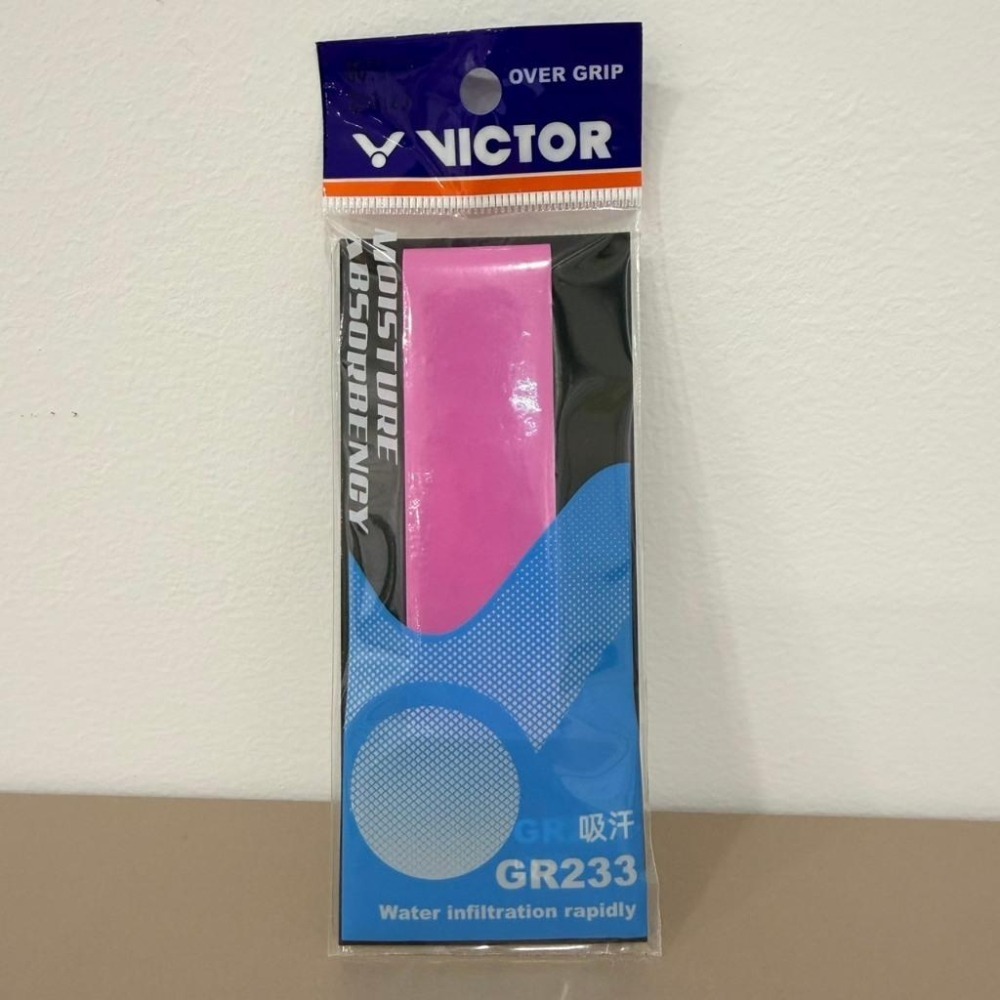 OVER GRIP
VICTOR
MOISTURE
ABSORBENCY
吸汗
GR233
Water infiltration rapidly